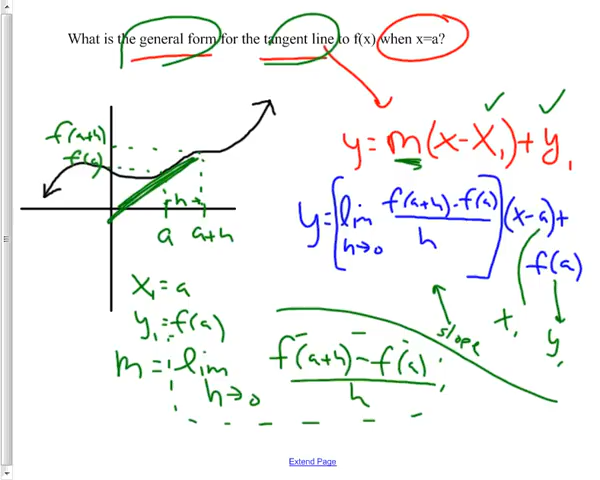 What is the general form for the tangent line to f(x) when x=a?
y=m(x-x₁)+y₁
f(a+h)
f(a)
h
a
a+h
y=[lim h→0 f(a+h)-f(a)/h](x-a)+
f(a)
slope
x₁
y₁
x₁=a
y₁=f(a)
m=lim h→0 f(a+h)-f(a)/h
Extend Page